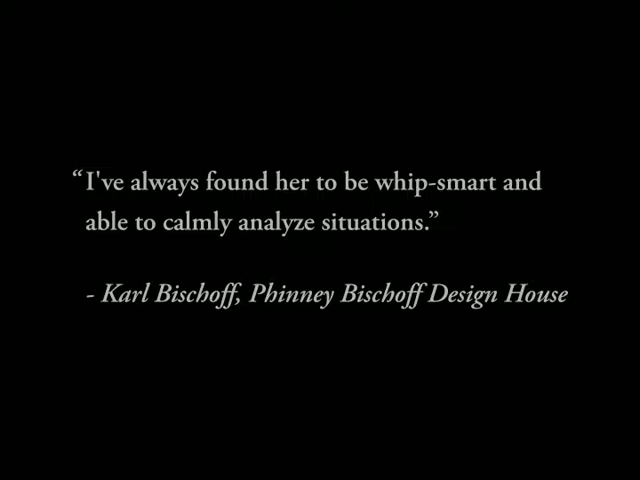 “I've always found her to be whip-smart and
able to calmly analyze situations.”
- Karl Bischoff, Phinney Bischoff Design House